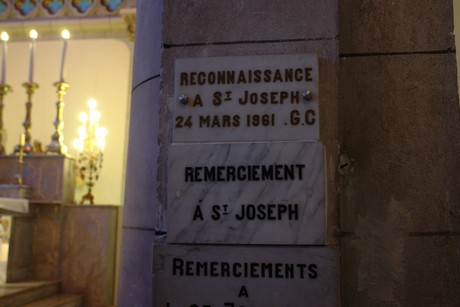 RECONNAISSANCE
A ST JOSEPH
24 MARS 1961 . G.C
REMERCIEMENT
À ST JOSEPH
REMERCIEMENTS
A